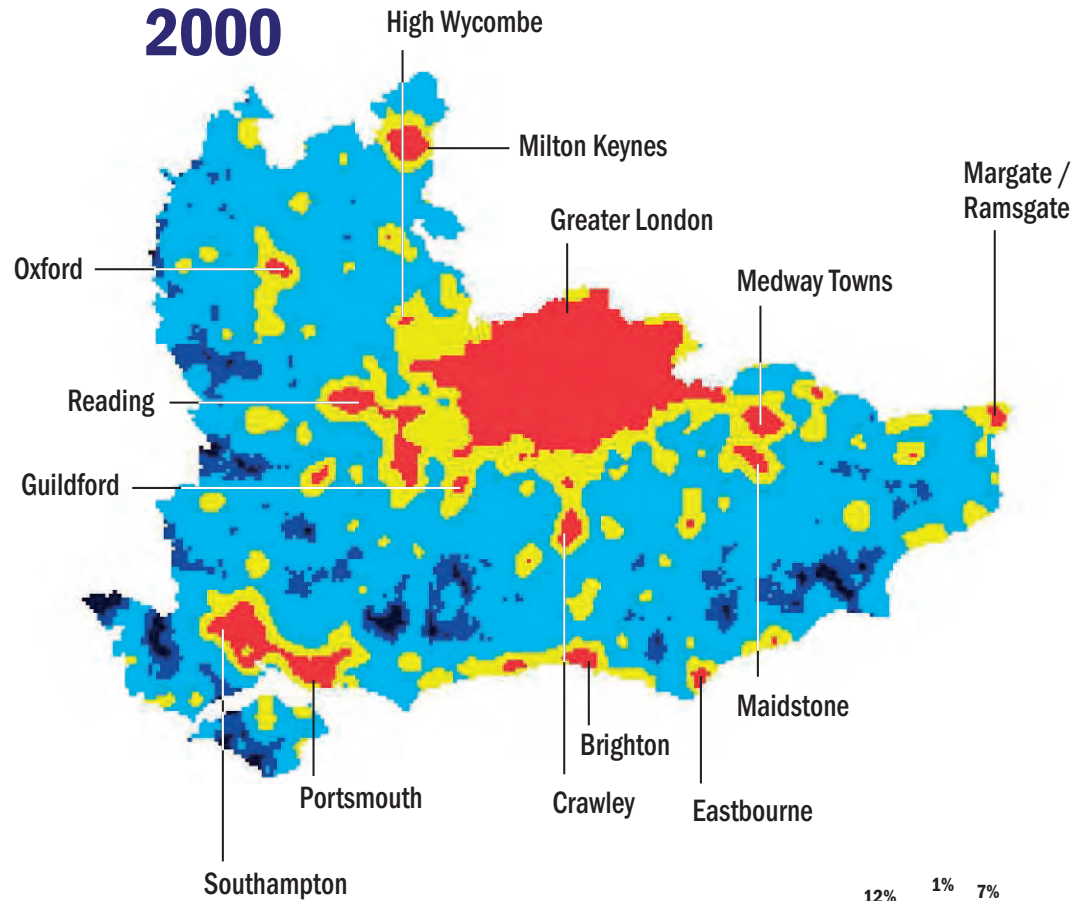 2000
High Wycombe
Milton Keynes
Margate /
Ramsgate
Greater London
Oxford
Medway Towns
Reading
Guildford
Maidstone
Brighton
Portsmouth
Crawley
Eastbourne
Southampton
12%
1%
7%